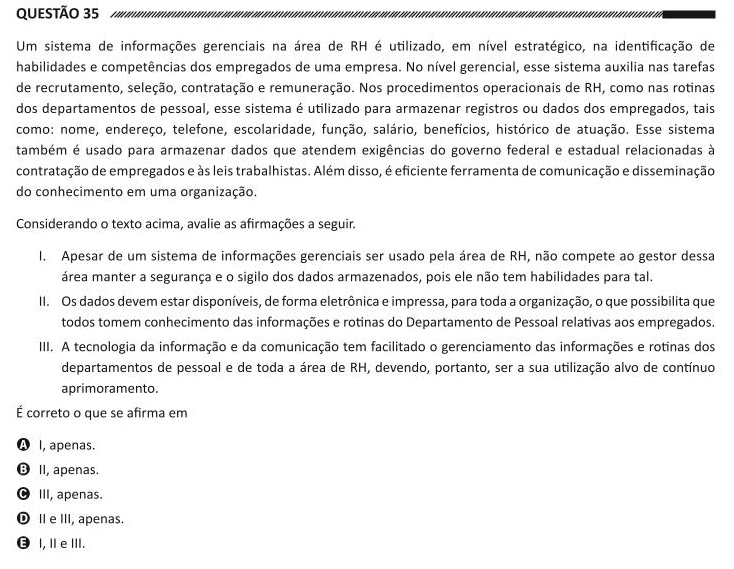 QUESTÃO 35
Um sistema de informações gerenciais na área de RH é utilizado, em nível estratégico, na identificação de
habilidades e competências dos empregados de uma empresa. No nível gerencial, esse sistema auxilia nas tarefas
de recrutamento, seleção, contratação e remuneração. Nos procedimentos operacionais de RH, como nas rotinas
dos departamentos de pessoal, esse sistema é utilizado para armazenar registros ou dados dos empregados, tais
como: nome, endereço, telefone, escolaridade, função, salário, benefícios, histórico de atuação. Esse sistema
também é usado para armazenar dados que atendem exigências do governo federal e estadual relacionadas à
contratação de empregados e às leis trabalhistas. Além disso, é eficiente ferramenta de comunicação e disseminação
do conhecimento em uma organização.
Considerando o texto acima, avalie as afirmações a seguir.
I. Apesar de um sistema de informações gerenciais ser usado pela área de RH, não compete ao gestor dessa
área manter a segurança e o sigilo dos dados armazenados, pois ele não tem habilidades para tal.
II. Os dados devem estar disponíveis, de forma eletrônica e impressa, para toda a organização, o que possibilita que
todos tomem conhecimento das informações e rotinas do Departamento de Pessoal relativas aos empregados.
III. A tecnologia da informação e da comunicação tem facilitado o gerenciamento das informações e rotinas dos
departamentos de pessoal e de toda a área de RH, devendo, portanto, ser a sua utilização alvo de contínuo
aprimoramento.
É correto o que se afirma em
A I, apenas.
B II, apenas.
C III, apenas.
D II e III, apenas.
E I, II e III.